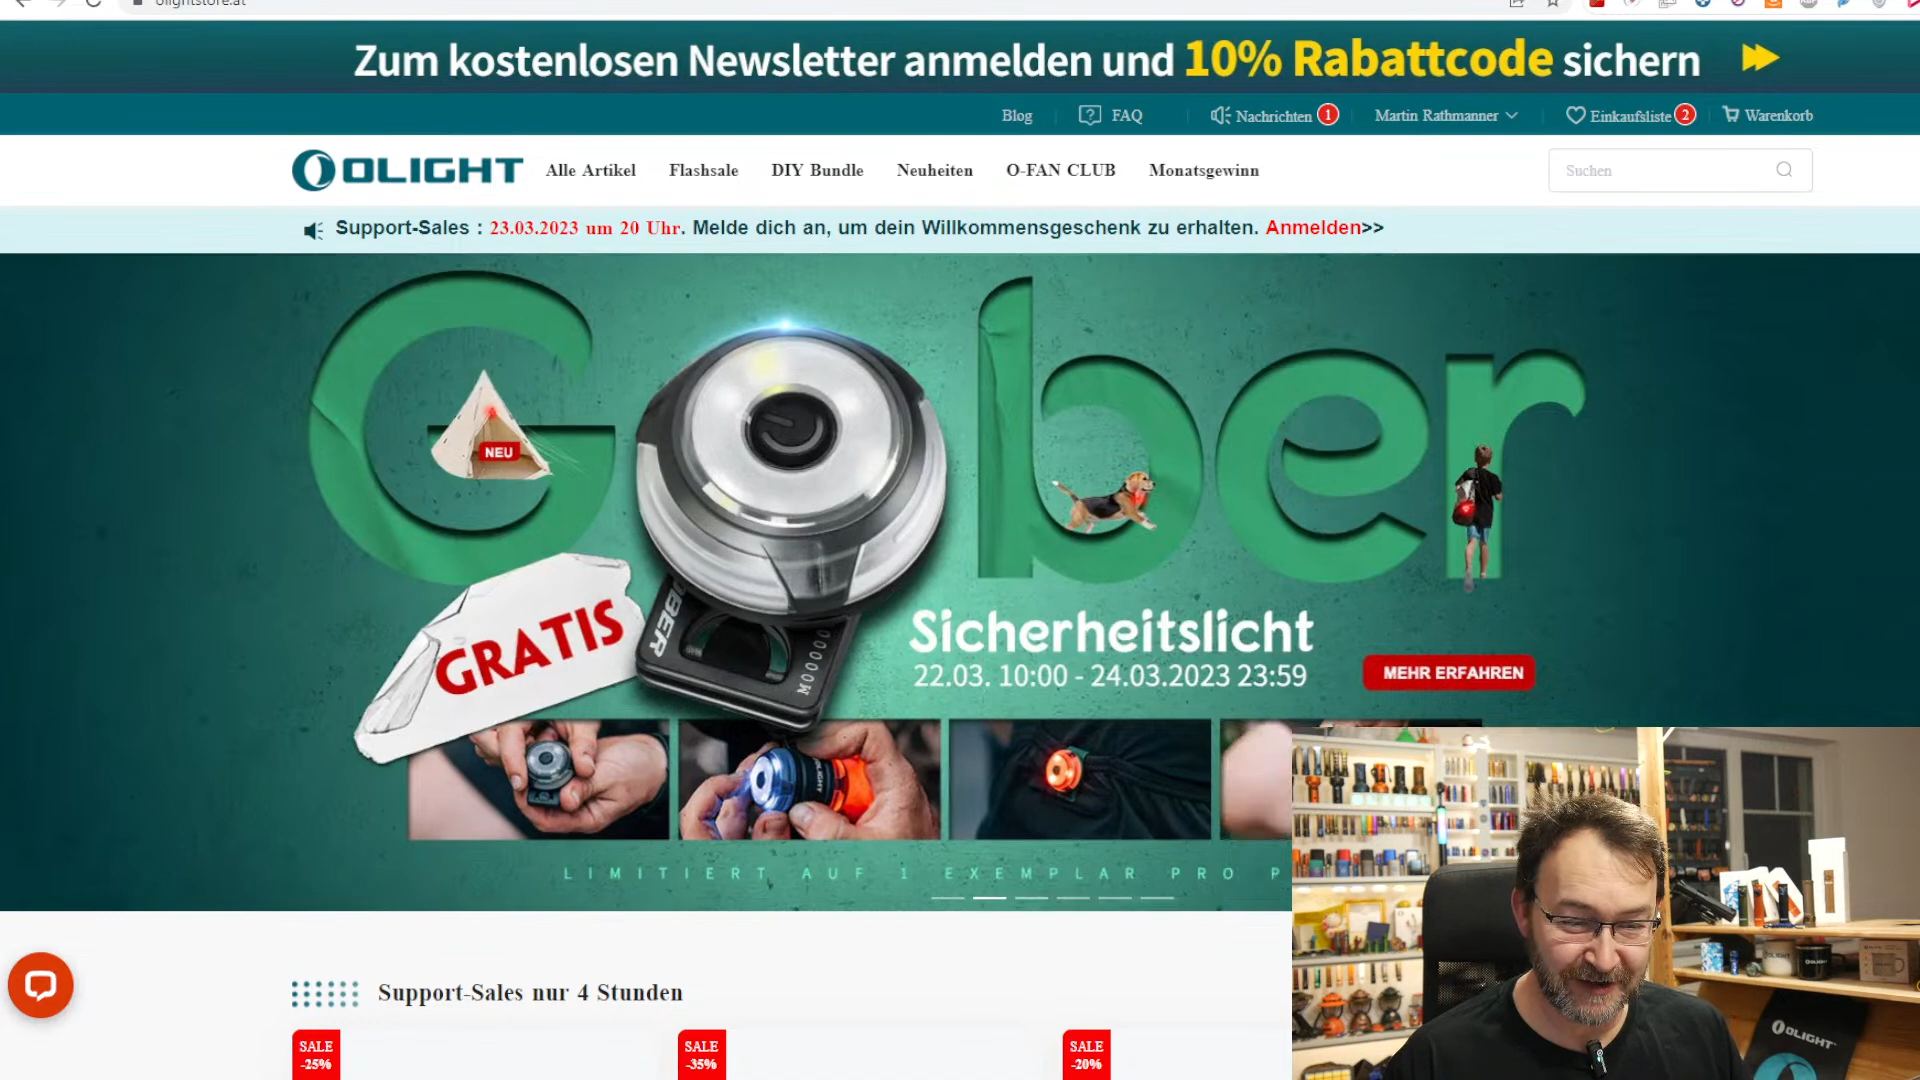 olightstore.at
Zum kostenlosen Newsletter anmelden und 10% Rabattcode sichern
Blog
FAQ
Nachrichten 1
Martin Rathmanner
Einkaufsliste 2
Warenkorb
OLIGHT
Alle Artikel
Flashsale
DIY Bundle
Neuheiten
O-FAN CLUB
Monatsgewinn
Suchen
Support-Sales : 23.03.2023 um 20 Uhr. Melde dich an, um dein Willkommensgeschenk zu erhalten. Anmelden>>
Gober
NEU
GRATIS
OBER
M00000
Sicherheitslicht
22.03. 10:00 - 24.03.2023 23:59
MEHR ERFAHREN
OLIGHT
LIMITIERT AUF 1 EXEMPLAR PRO P
Support-Sales nur 4 Stunden
SALE
-25%
SALE
-35%
SALE
-20%
OLIGHT
OLIGHT